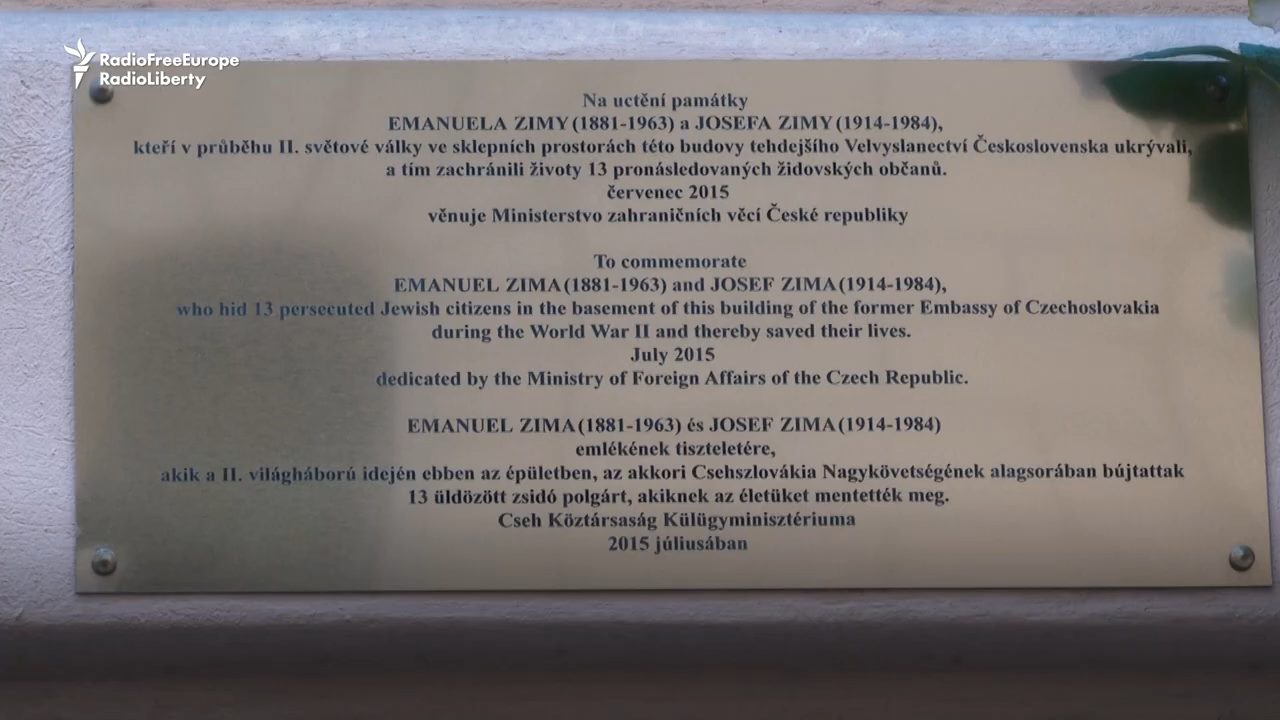 RadioFreeEurope
RadioLiberty
Na uctění památky
EMANUELA ZIMY (1881-1963) a JOSEFA ZIMY (1914-1984),
kteří v průběhu II. světové války ve sklepních prostorách této budovy tehdejšího Velvyslanectví Československa ukrývali,
a tím zachránili životy 13 pronásledovaných židovských občanů.
červenec 2015
věnuje Ministerstvo zahraničních věcí České republiky
To commemorate
EMANUEL ZIMA (1881-1963) and JOSEF ZIMA (1914-1984),
who hid 13 persecuted Jewish citizens in the basement of this building of the former Embassy of Czechoslovakia
during the World War II and thereby saved their lives.
July 2015
dedicated by the Ministry of Foreign Affairs of the Czech Republic.
EMANUEL ZIMA (1881-1963) és JOSEF ZIMA (1914-1984)
emlékének tiszteletére,
akik a II. világháború idején ebben az épületben, az akkori Csehszlovákia Nagykövetségének alagsorában bújtattak
13 üldözött zsidó polgárt, akiknek az életüket mentették meg.
Cseh Köztársaság Külügyminisztériuma
2015 júliusában